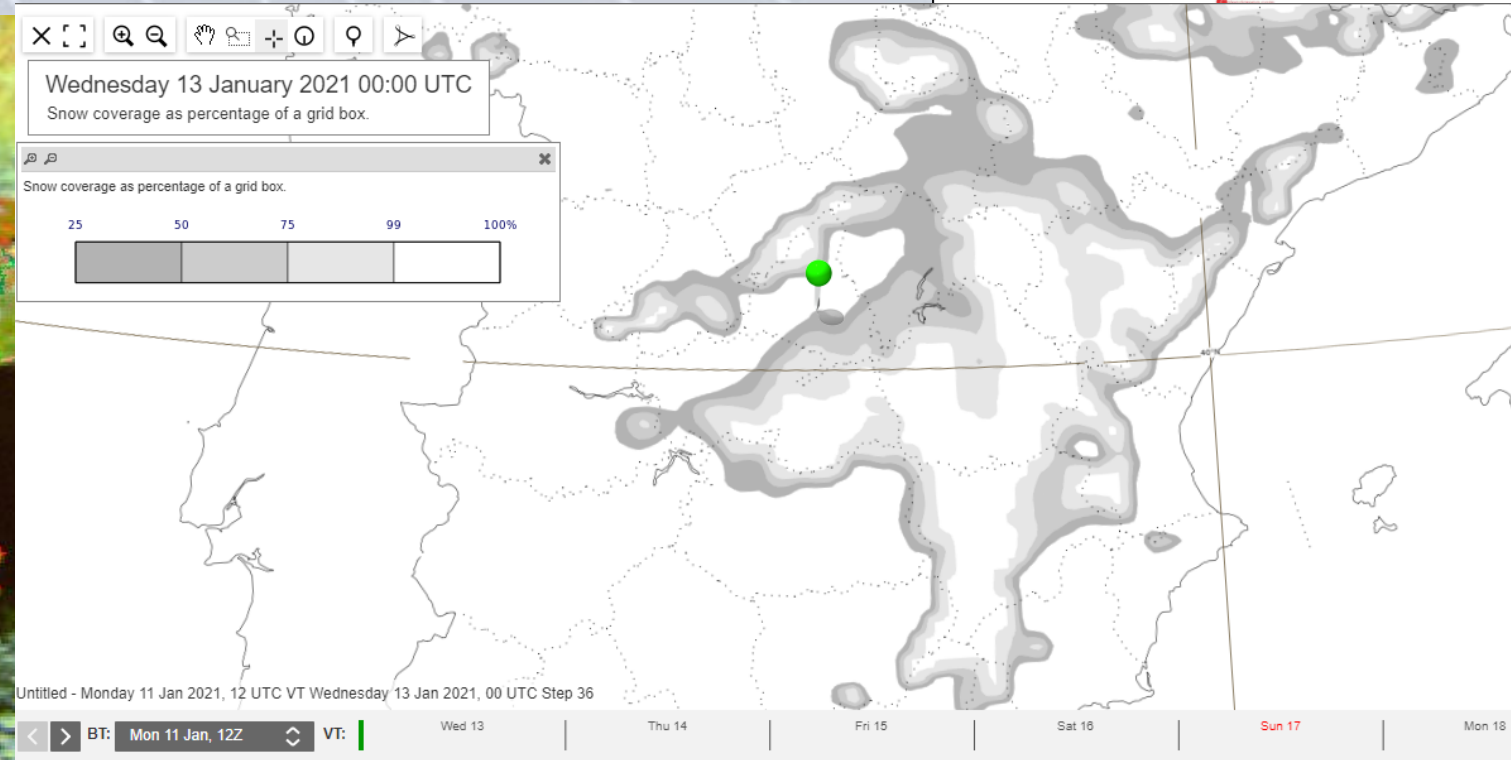 Wednesday 13 January 2021 00:00 UTC
Snow coverage as percentage of a grid box.
Snow coverage as percentage of a grid box.
25 50 75 99 100%
40°N
Untitled - Monday 11 Jan 2021, 12 UTC VT Wednesday 13 Jan 2021, 00 UTC Step 36
BT: Mon 11 Jan, 12Z VT: Wed 13 Thu 14 Fri 15 Sat 16 Sun 17 Mon 18